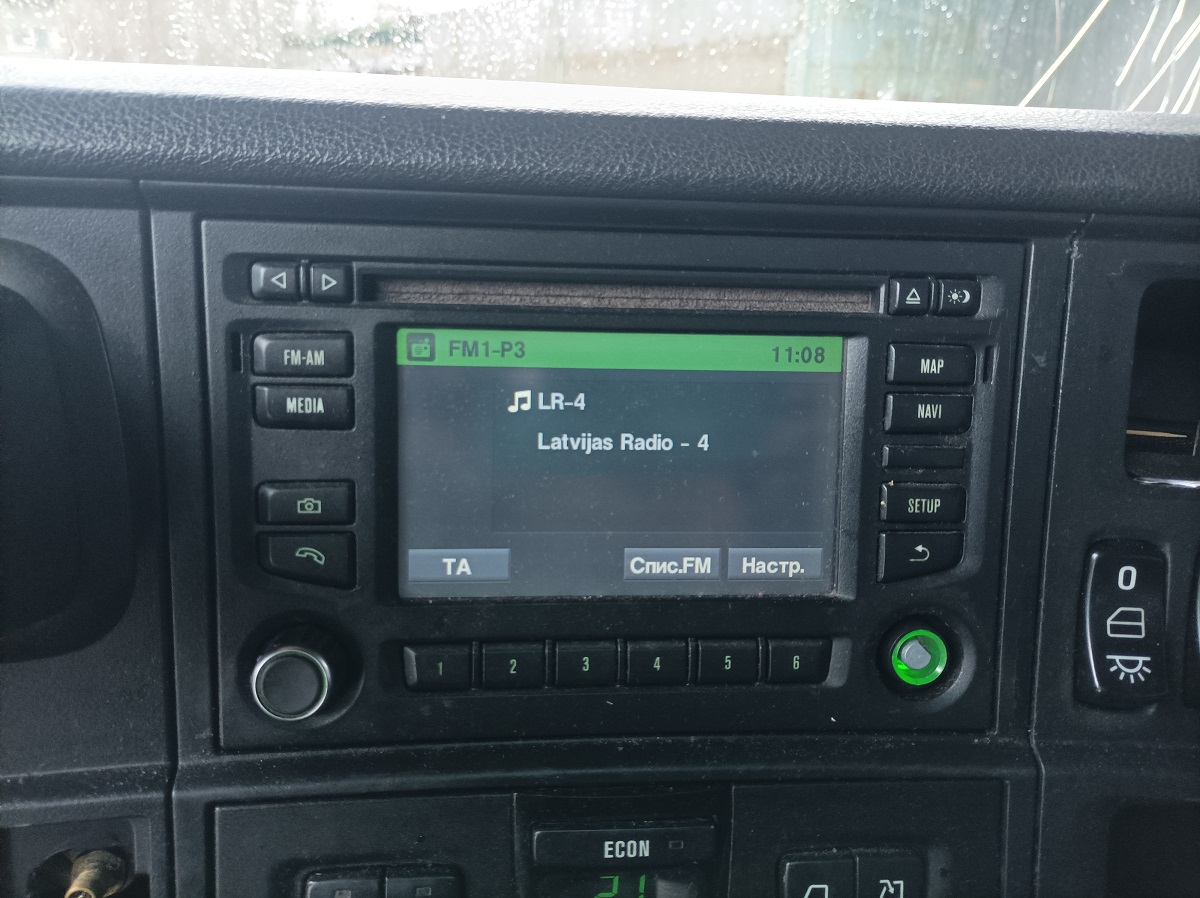 FM1-P3 11:08
FM-AM
MAP
MEDIA
LR-4
NAVI
Latvijas Radio - 4
SETUP
TA Спис.FM Настр.
0
1 2 3 4 5 6
ECON
21